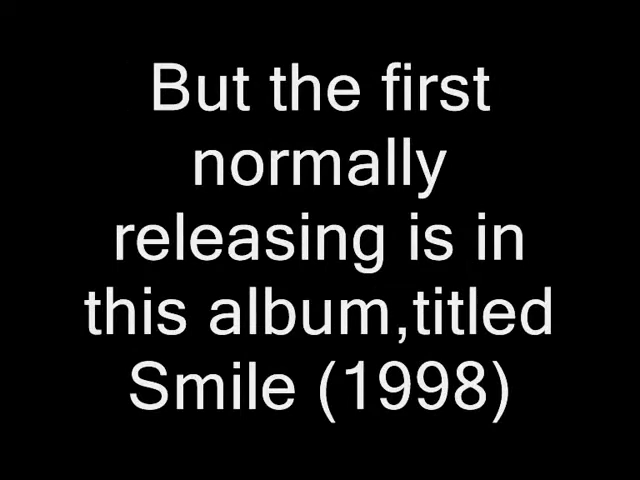 But the first
normally
releasing is in
this album,titled
Smile (1998)